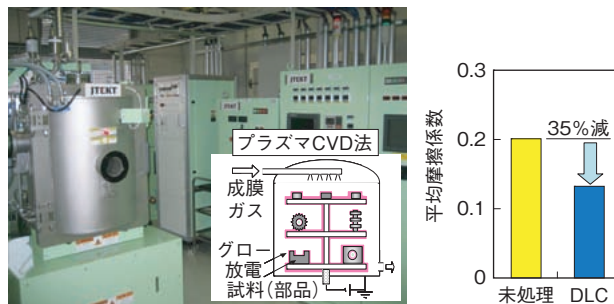 JTEKT
JTEKT
プラズマCVD法
成膜
ガス
グロー
放電
試料(部品)
平均摩擦係数
0.3
0.2
0.1
0
35%減
未処理
DLC